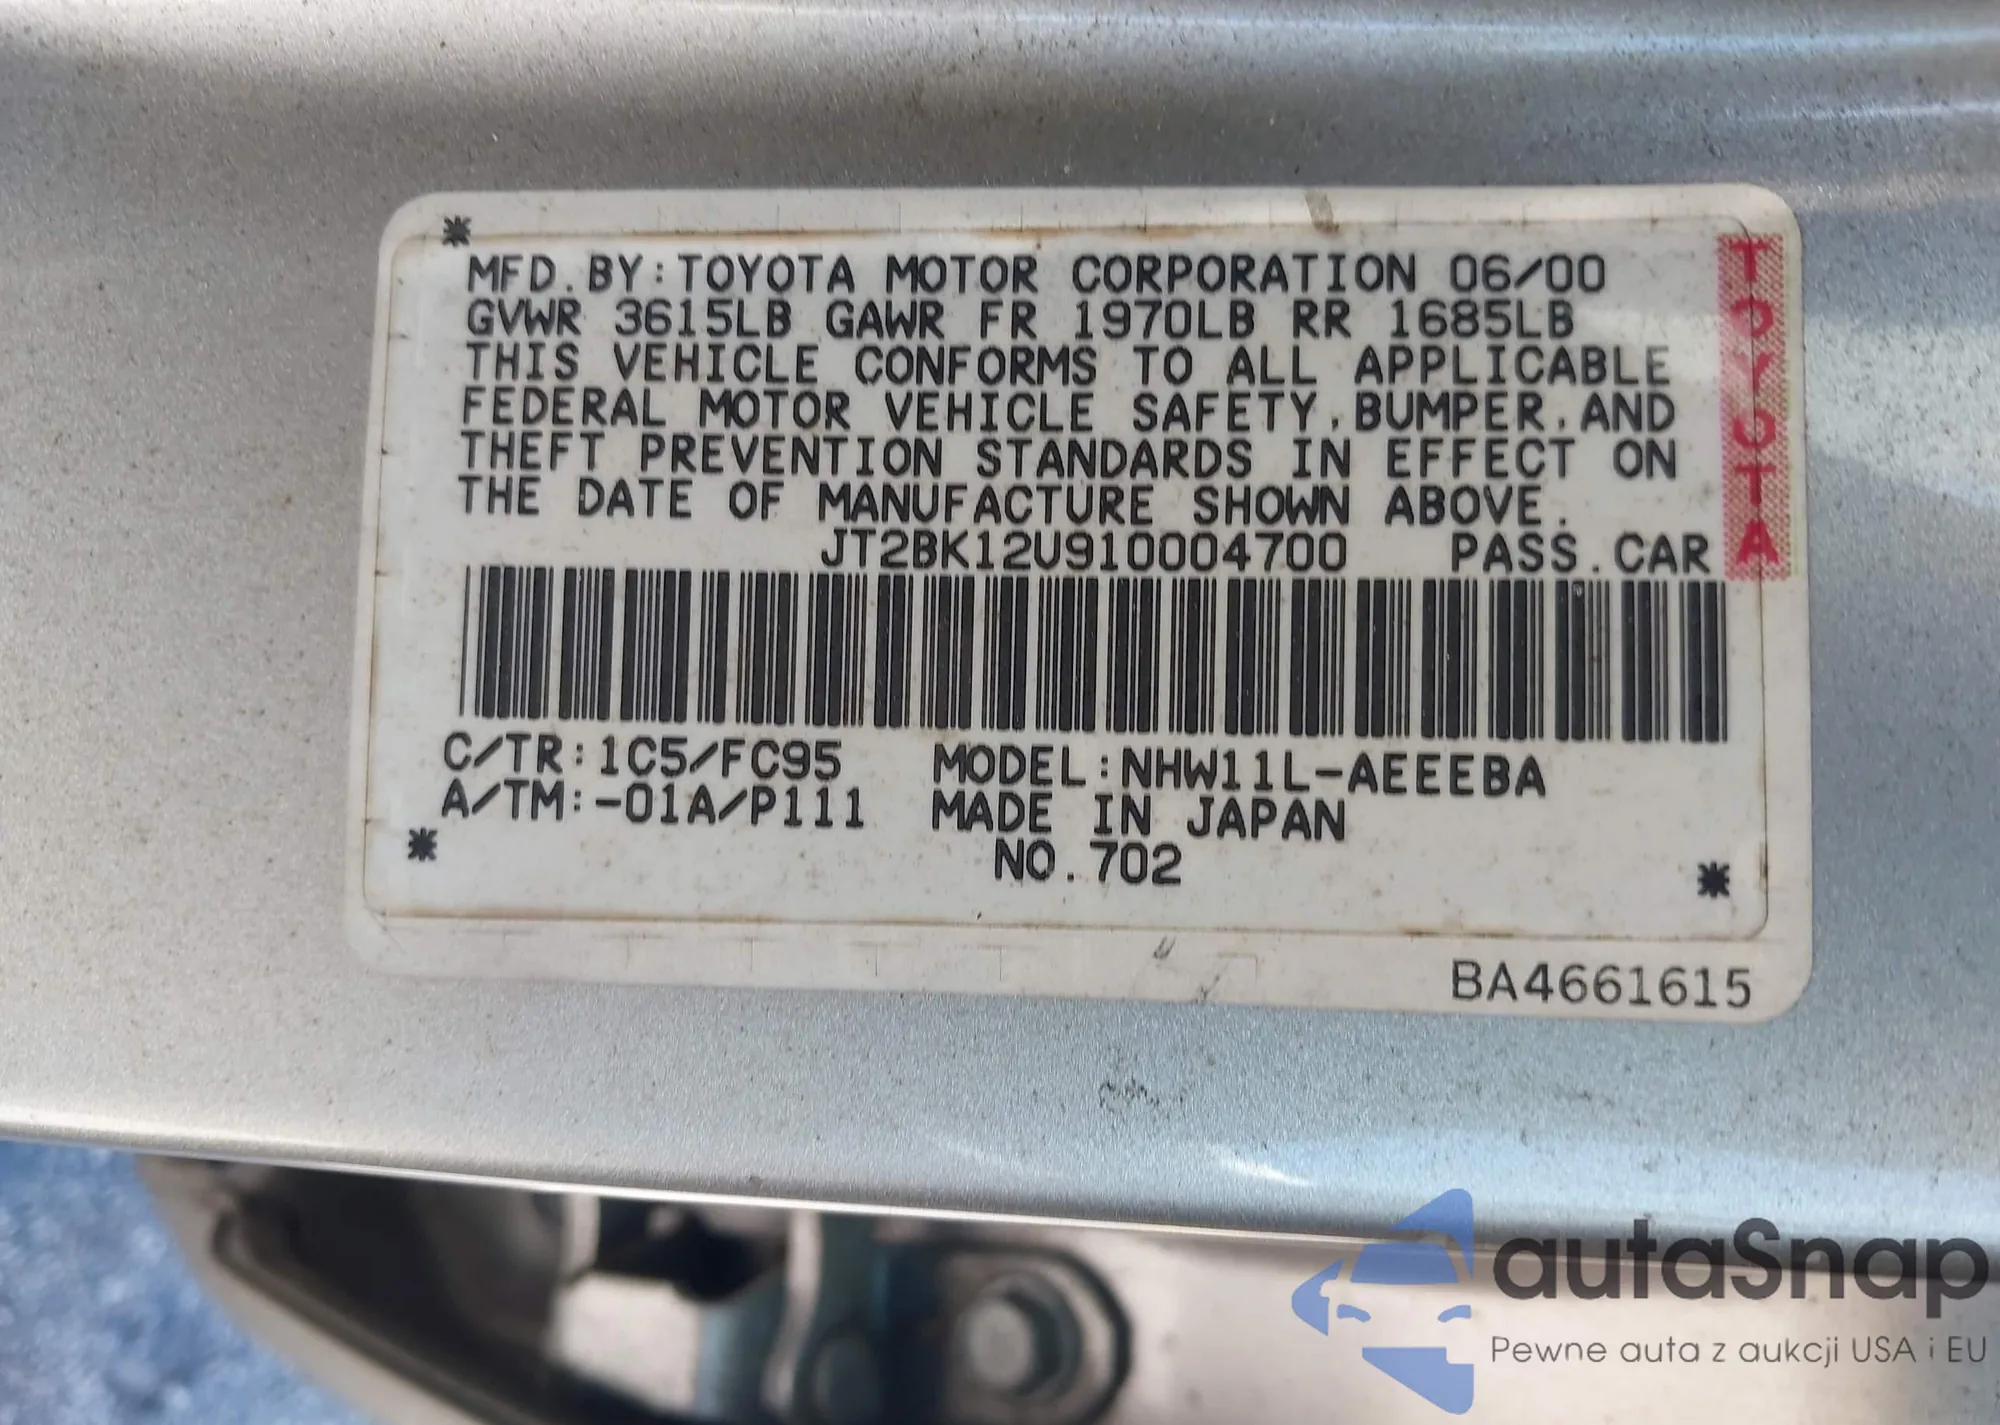 MFD.BY:TOYOTA MOTOR CORPORATION 06/00
GVWR 3615LB GAWR FR 1970LB RR 1685LB
THIS VEHICLE CONFORMS TO ALL APPLICABLE
FEDERAL MOTOR VEHICLE SAFETY,BUMPER,AND
THEFT PREVENTION STANDARDS IN EFFECT ON
THE DATE OF MANUFACTURE SHOWN ABOVE.
JT2BK12U910004700 PASS.CAR
TOYOTA
C/TR:1C5/FC95 MODEL:NHW11L-AEEEBA
A/TM:-01A/P111 MADE IN JAPAN
NO.702
BA4661615
autaSnap
Pewne auta z aukcji USA i EU